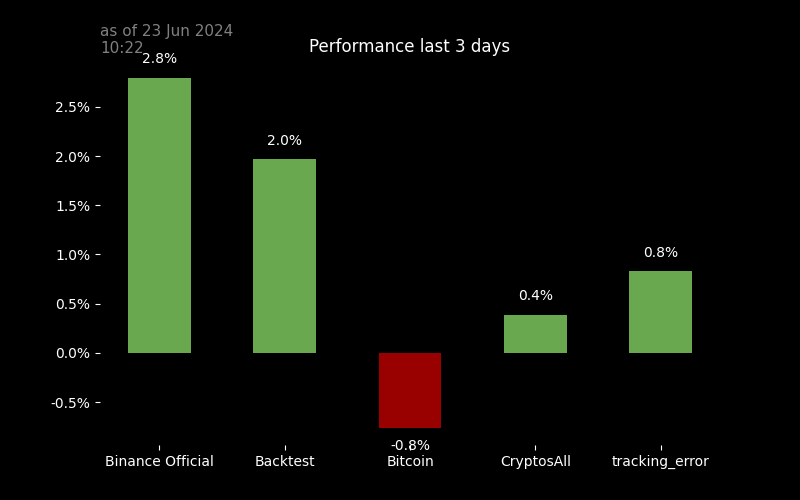 as of 23 Jun 2024
10:22
Performance last 3 days
2.8%
2.5%
2.0%
2.0%
1.5%
1.0%
0.8%
0.5%
0.4%
0.0%
-0.5%
-0.8%
Binance Official
Backtest
Bitcoin
CryptosAll
tracking_error